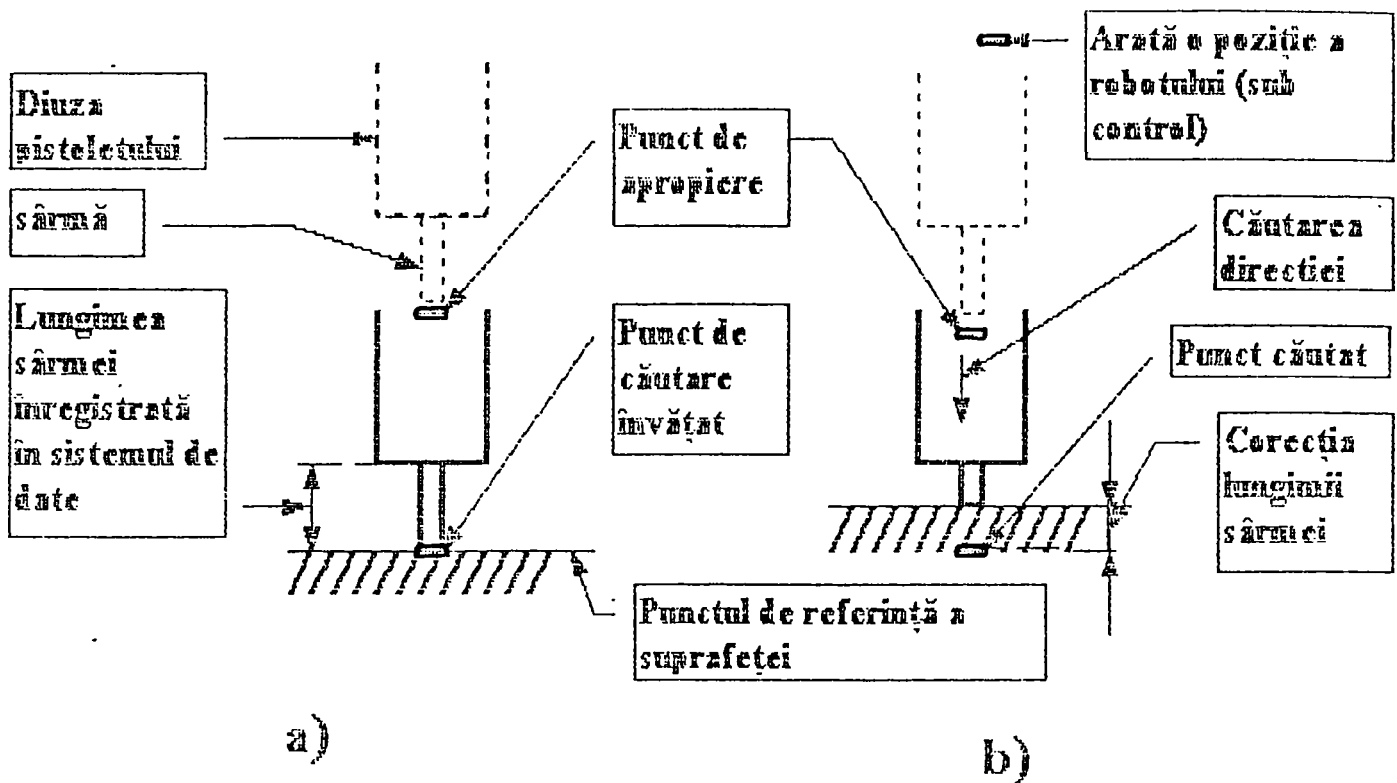 Diuza
pisteletului
sârmă
Lungimea
sârmei
înregistrată
în sistemul de
date
Punct de
apropiere
Punct de
căutare
învățat
Punctul de referință a
suprafeței
a)
Arată o poziție a
robotului (sub
control)
Căutarea
direcției
Punct căutat
Corecția
lungimii
sârmei
b)